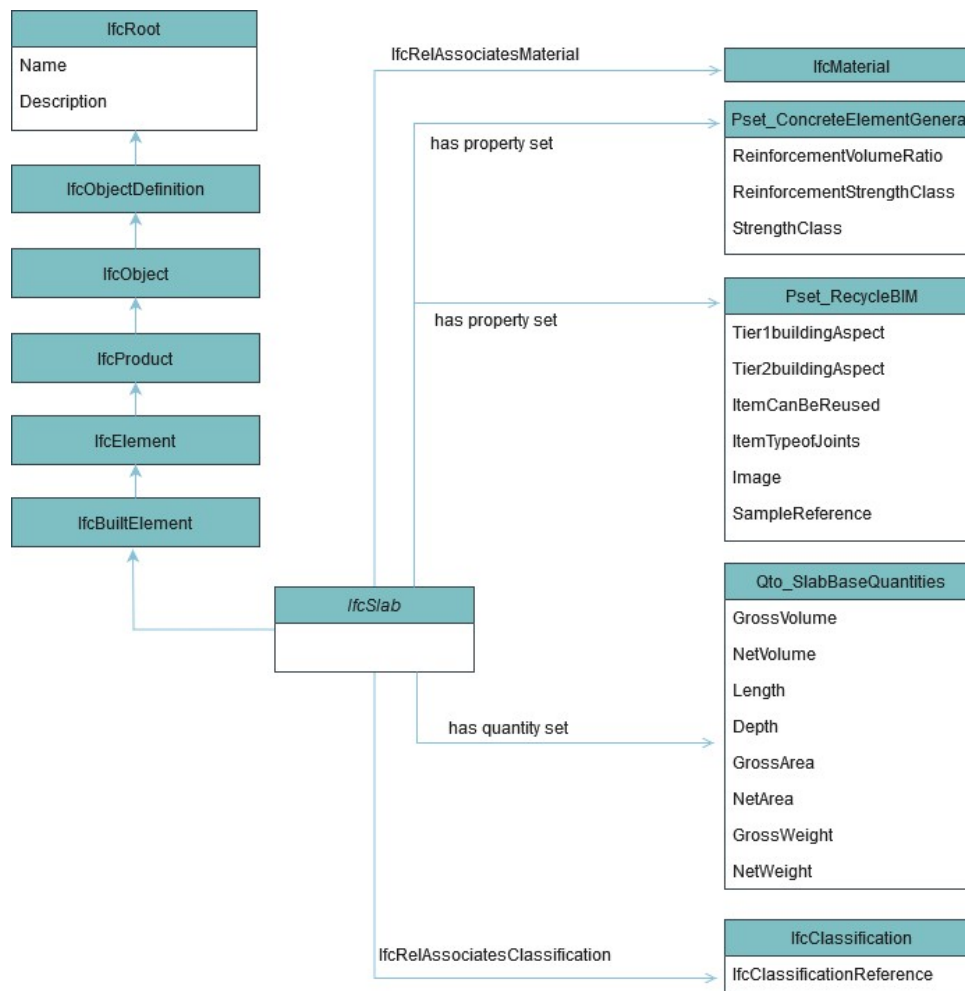 IfcRoot
Name
Description
IfcObjectDefinition
IfcObject
IfcProduct
IfcElement
IfcBuiltElement
IfcSlab
IfcRelAssociatesMaterial
has property set
has property set
has quantity set
IfcRelAssociatesClassification
IfcMaterial
Pset_ConcreteElementGenera
ReinforcementVolumeRatio
ReinforcementStrengthClass
StrengthClass
Pset_RecycleBIM
Tier1buildingAspect
Tier2buildingAspect
ItemCanBeReused
ItemTypeofJoints
Image
SampleReference
Qto_SlabBaseQuantities
GrossVolume
NetVolume
Length
Depth
GrossArea
NetArea
GrossWeight
NetWeight
IfcClassification
IfcClassificationReference